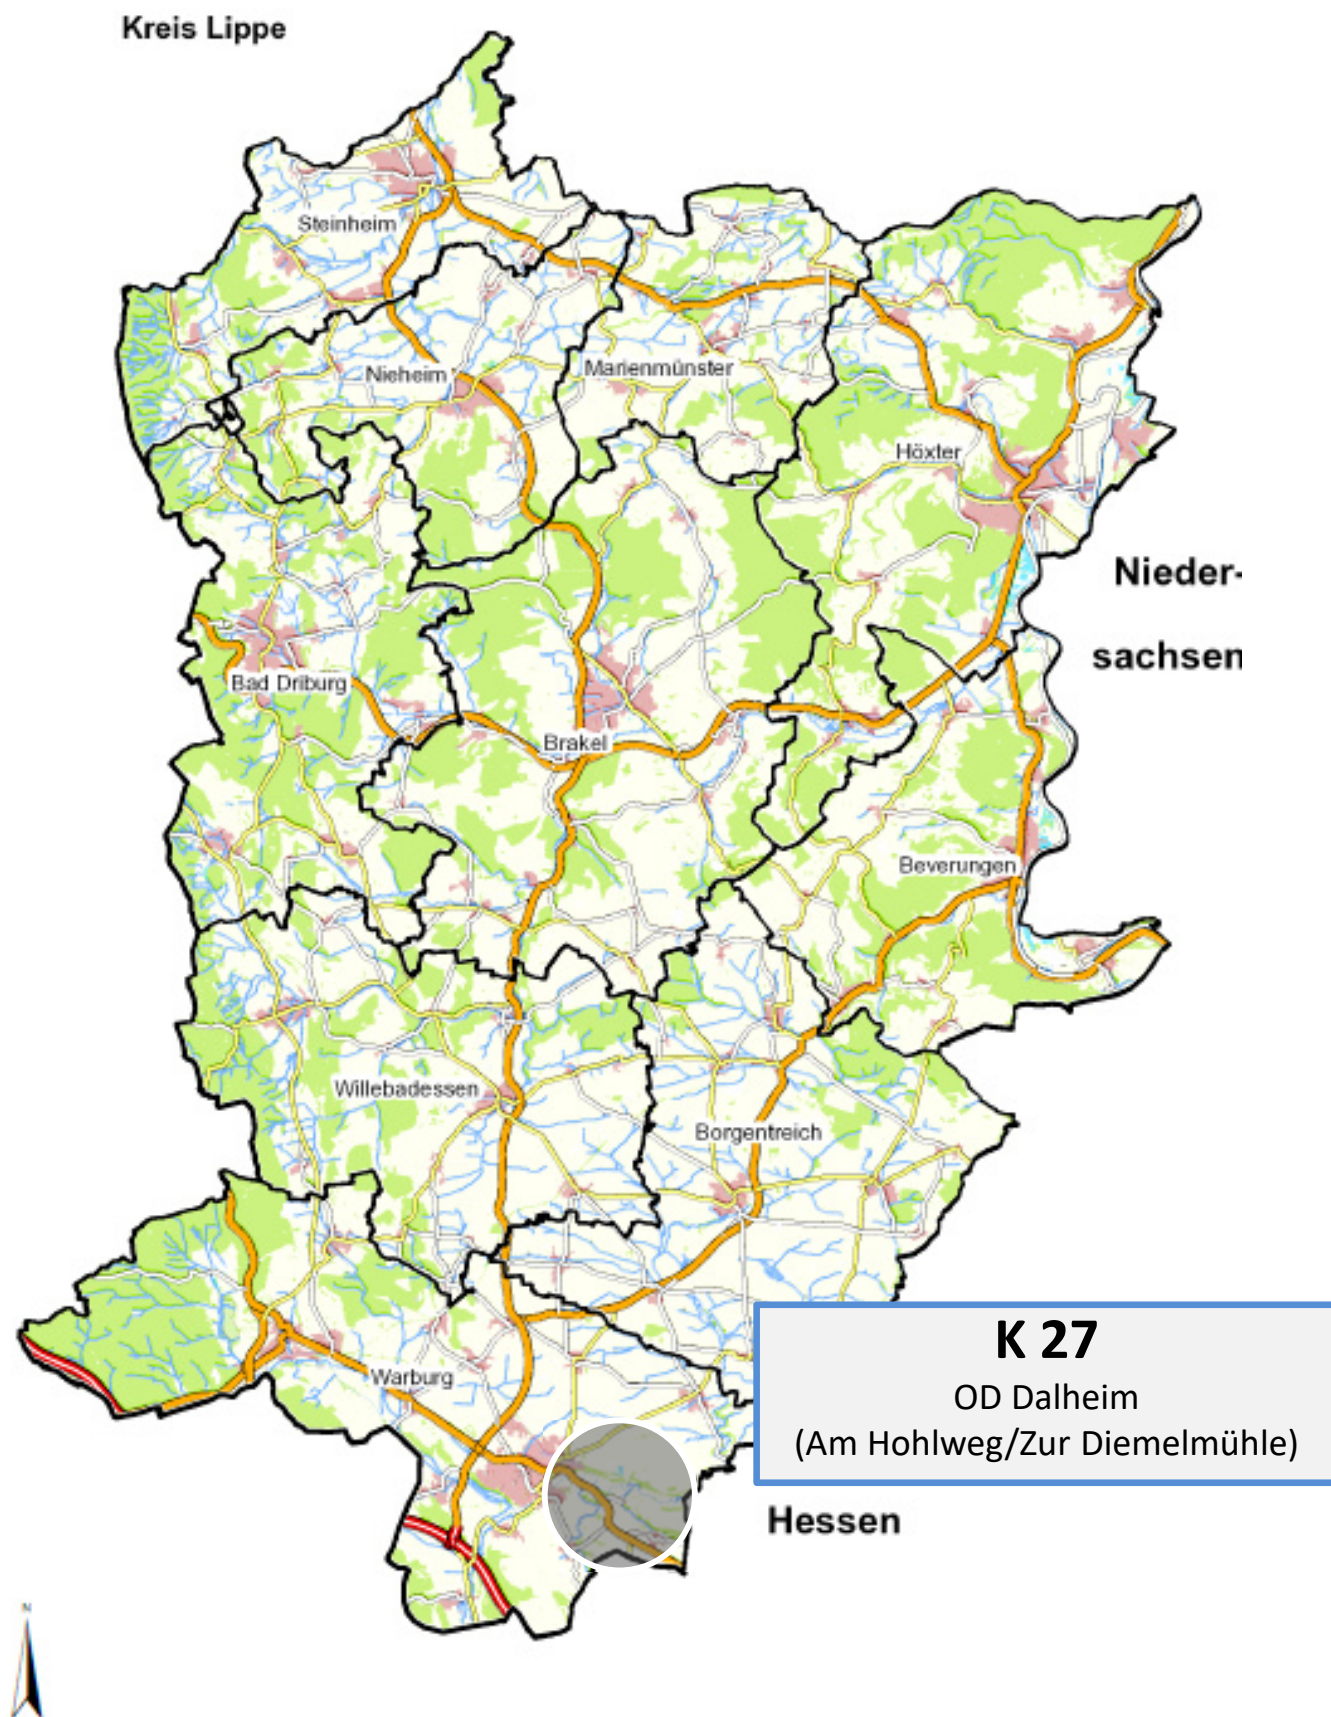 Kreis Lippe
Steinheim
Nieheim
Marienmünster
Höxter
Nieder-
sachsen
Bad Driburg
Brakel
Beverungen
Willebadessen
Borgentreich
K 27
OD Dalheim
(Am Hohlweg/Zur Diemelmühle)
Warburg
Hessen
N